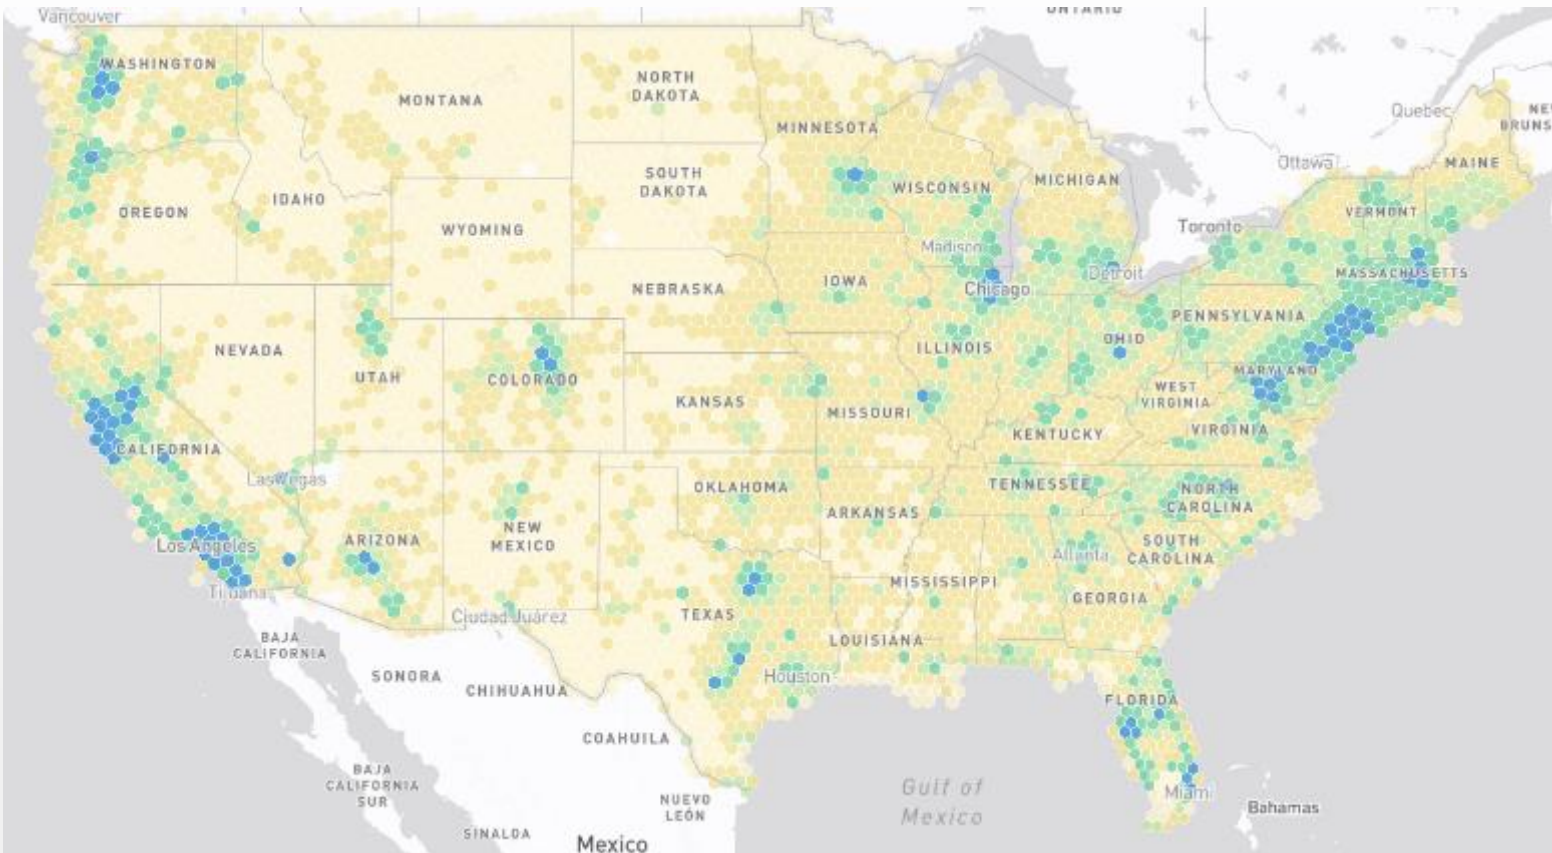 Vancouver
ONTARIO
WASHINGTON
NORTH
DAKOTA
MONTANA
MINNESOTA
Quebec
NE
BRUNS
Ottawa
MAINE
SOUTH
DAKOTA
WISCONSIN
MICHIGAN
IDAHO
OREGON
VERMONT
WYOMING
Toronto
Madison
Detroit
MASSACHUSETTS
IOWA
NEBRASKA
Chicago
PENNSYLVANIA
OHIO
NEVADA
ILLINOIS
UTAH
COLORADO
MARYLAND
WEST
VIRGINIA
KANSAS
MISSOURI
VIRGINIA
KENTUCKY
CALIFORNIA
Las Vegas
OKLAHOMA
TENNESSEE
NORTH
CAROLINA
ARKANSAS
NEW
MEXICO
ARIZONA
Los Angeles
Atlanta
SOUTH
CAROLINA
MISSISSIPPI
Tijuana
GEORGIA
Ciudad Juárez
TEXAS
LOUISIANA
BAJA
CALIFORNIA
SONORA
Houston
CHIHUAHUA
FLORIDA
COAHUILA
BAJA
CALIFORNIA
SUR
Gulf of
Mexico
Miami
NUEVO
LEÓN
Bahamas
SINALOA
Mexico